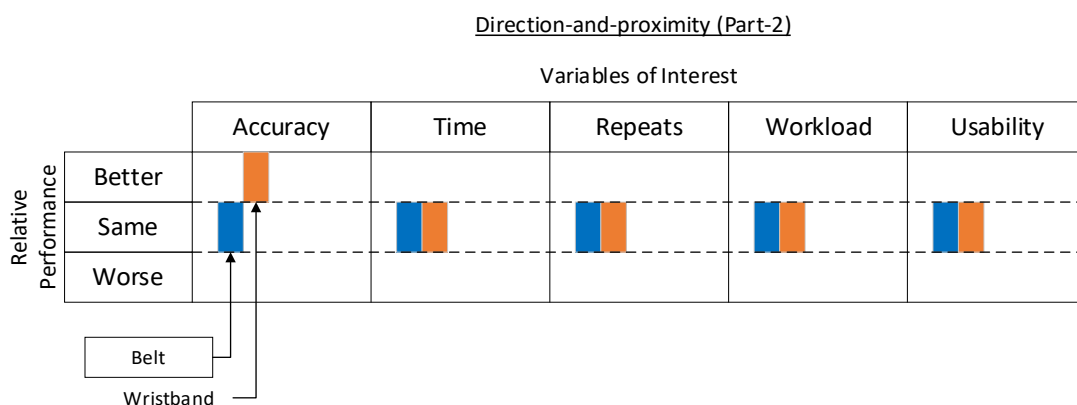 Direction-and-proximity (Part-2)
Variables of Interest
Accuracy Time Repeats Workload Usability
Relative
Performance
Better
Same
Worse
Belt
Wristband